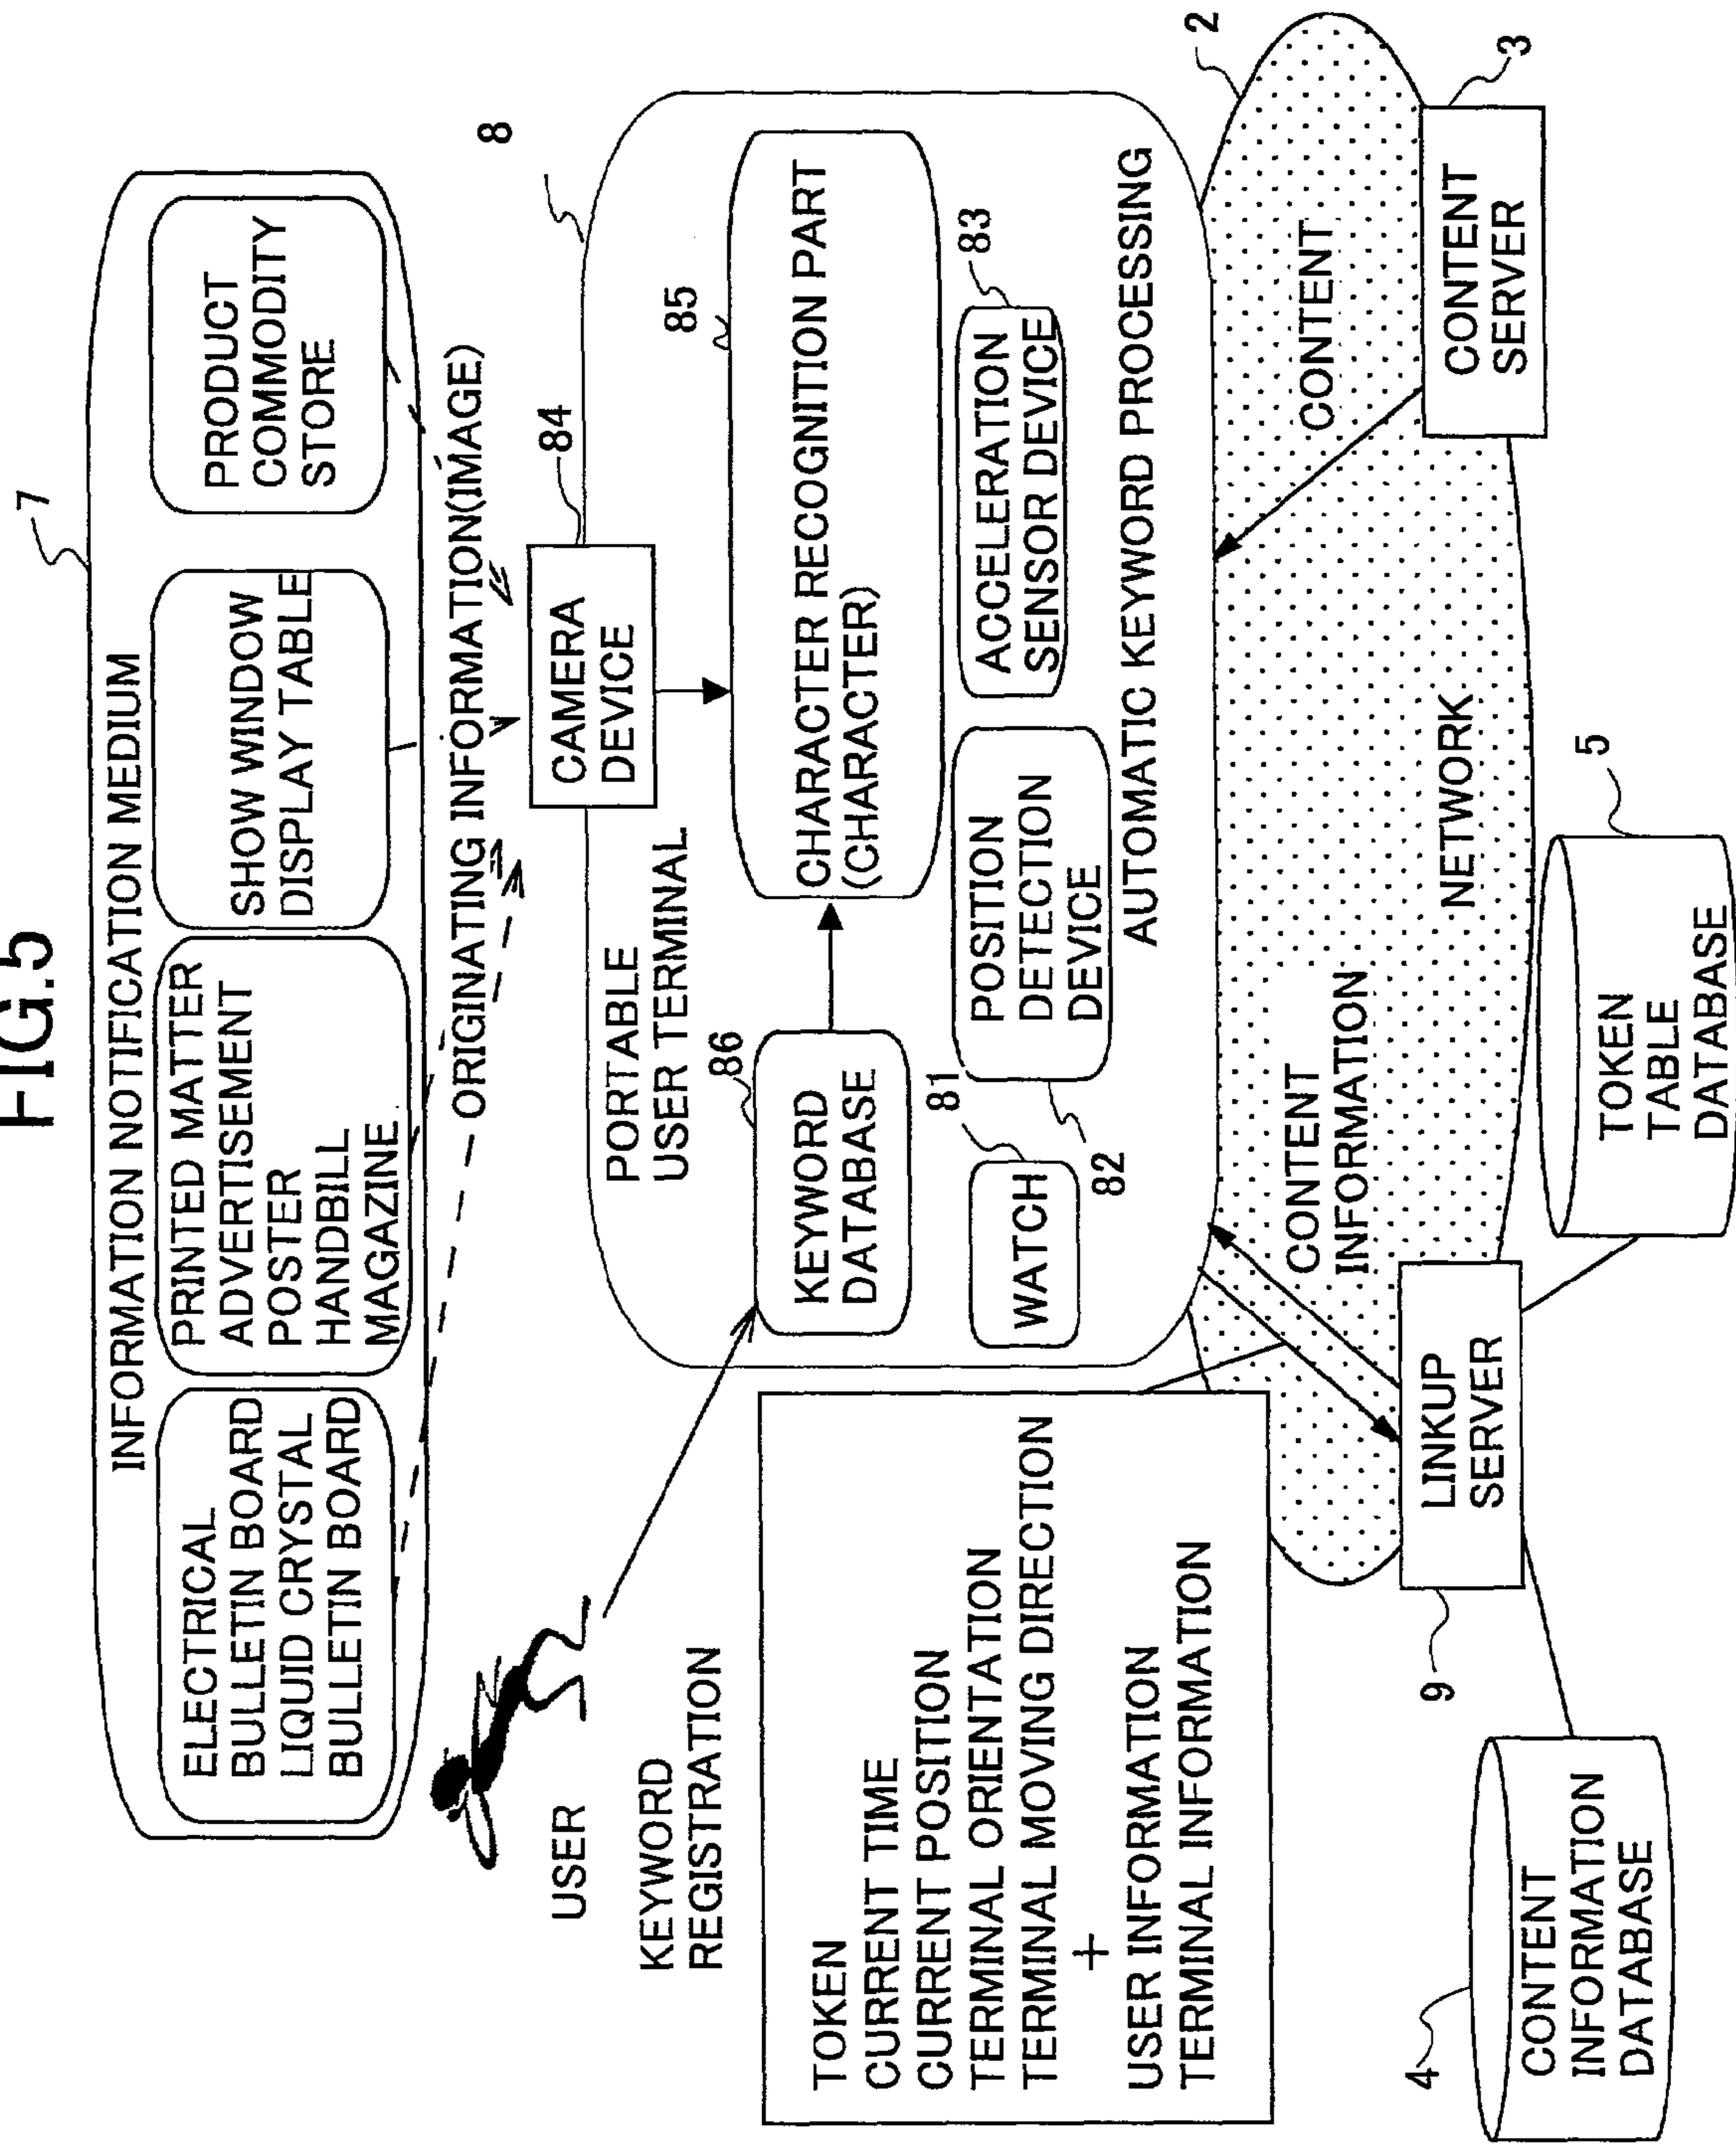 FIG.5
7
INFORMATION NOTIFICATION MEDIUM
ELECTRICAL
BULLETIN BOARD
LIQUID CRYSTAL
BULLETIN BOARD
PRINTED MATTER
ADVERTISEMENT
POSTER
HANDBILL
MAGAZINE
SHOW WINDOW
DISPLAY TABLE
PRODUCT
COMMODITY
STORE
ORIGINATING INFORMATION(IMAGE)
USER
KEYWORD
REGISTRATION
8
PORTABLE
USER TERMINAL
84
CAMERA
DEVICE
85
CHARACTER RECOGNITION PART
(CHARACTER)
86
KEYWORD
DATABASE
81
WATCH
82
POSITION
DETECTION
DEVICE
83
ACCELERATION
SENSOR DEVICE
AUTOMATIC KEYWORD PROCESSING
TOKEN
CURRENT TIME
CURRENT POSITION
TERMINAL ORIENTATION
TERMINAL MOVING DIRECTION
+
USER INFORMATION
TERMINAL INFORMATION
2
CONTENT
INFORMATION
CONTENT
NETWORK
3
CONTENT
SERVER
9
LINKUP
SERVER
4
CONTENT
INFORMATION
DATABASE
5
TOKEN
TABLE
DATABASE